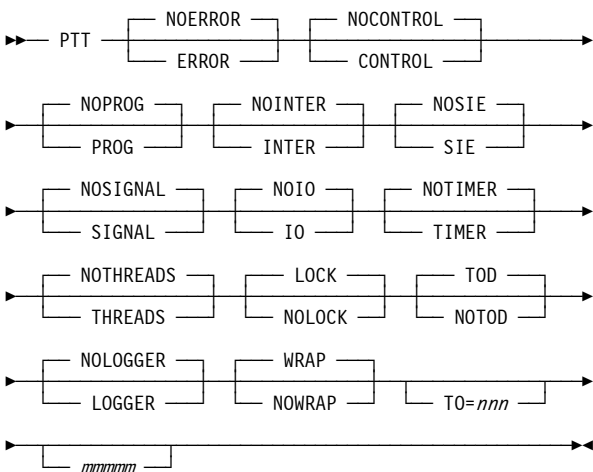 NOERROR NOCONTROL
PTT
ERROR CONTROL
NOPROG NOINTER NOSIE
PROG INTER SIE
NOSIGNAL NOIO NOTIMER
SIGNAL IO TIMER
NOTHREADS LOCK TOD
THREADS NOLOCK NOTOD
NOLOGGER WRAP
LOGGER NOWRAP TO=nnn
mmmmm